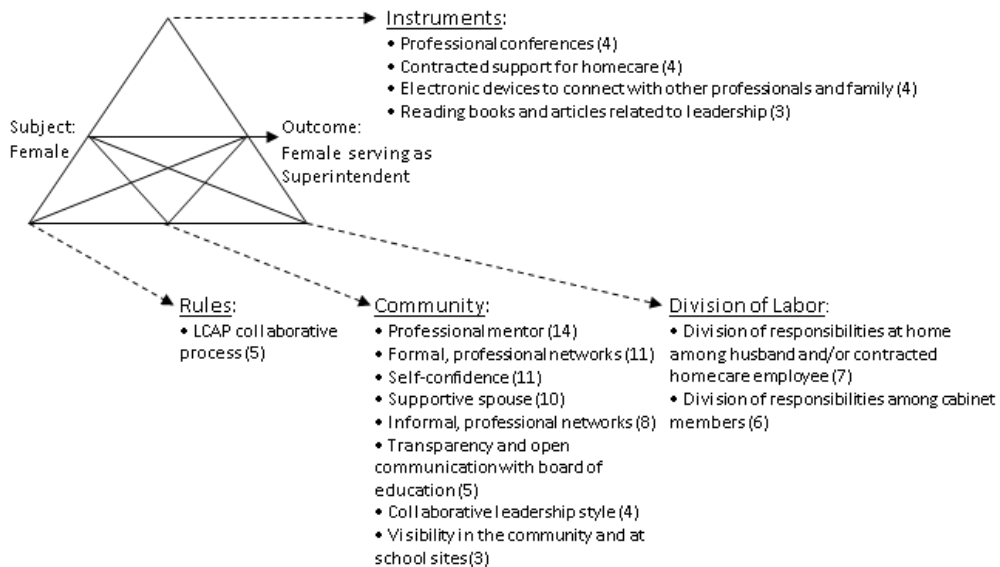 Instruments:
• Professional conferences (4)
• Contracted support for homecare (4)
• Electronic devices to connect with other professionals and family (4)
• Reading books and articles related to leadership (3)
Subject:
Female
Outcome:
Female serving as
Superintendent
Rules:
• LCAP collaborative
process (5)
Community:
• Professional mentor (14)
• Formal, professional networks (11)
• Self-confidence (11)
• Supportive spouse (10)
• Informal, professional networks (8)
• Transparency and open
communication with board of
education (5)
• Collaborative leadership style (4)
• Visibility in the community and at
school sites (3)
Division of Labor:
• Division of responsibilities at home
among husband and/or contracted
homecare employee (7)
• Division of responsibilities among cabinet
members (6)